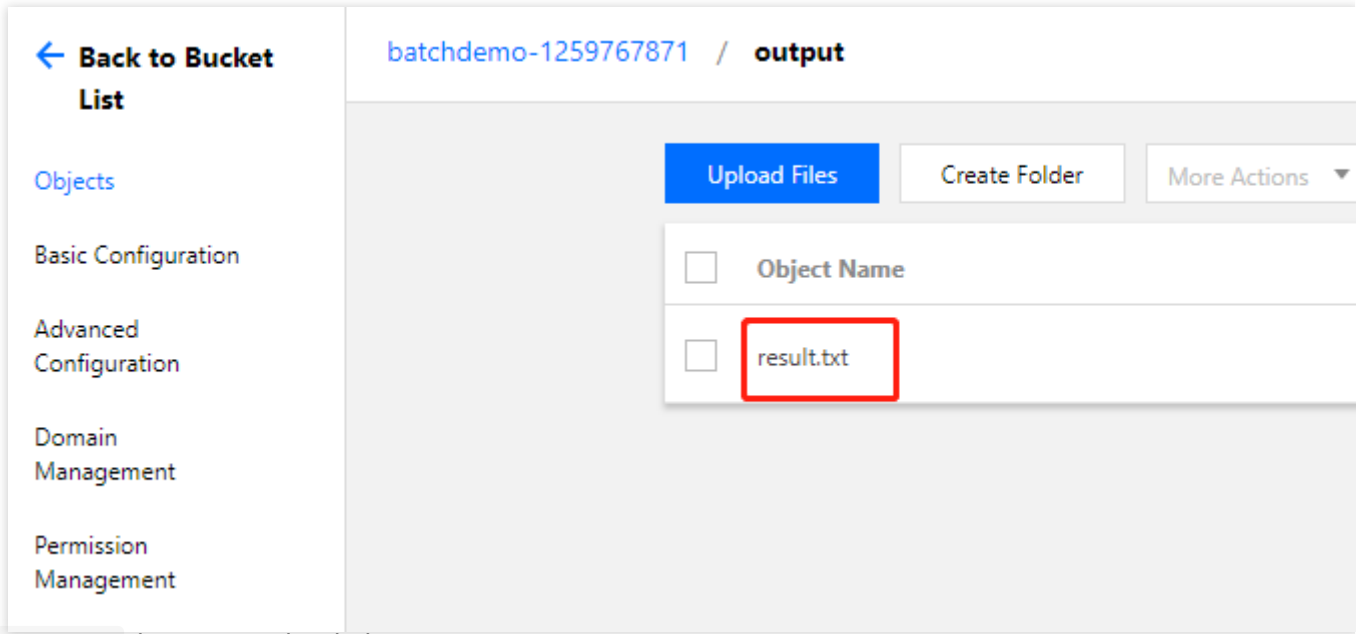 Back to Bucket
List
Objects
Basic Configuration
Advanced
Configuration
Domain
Management
Permission
Management
batchdemo-1259767871 / output
Upload Files
Create Folder
More Actions
Object Name
result.txt